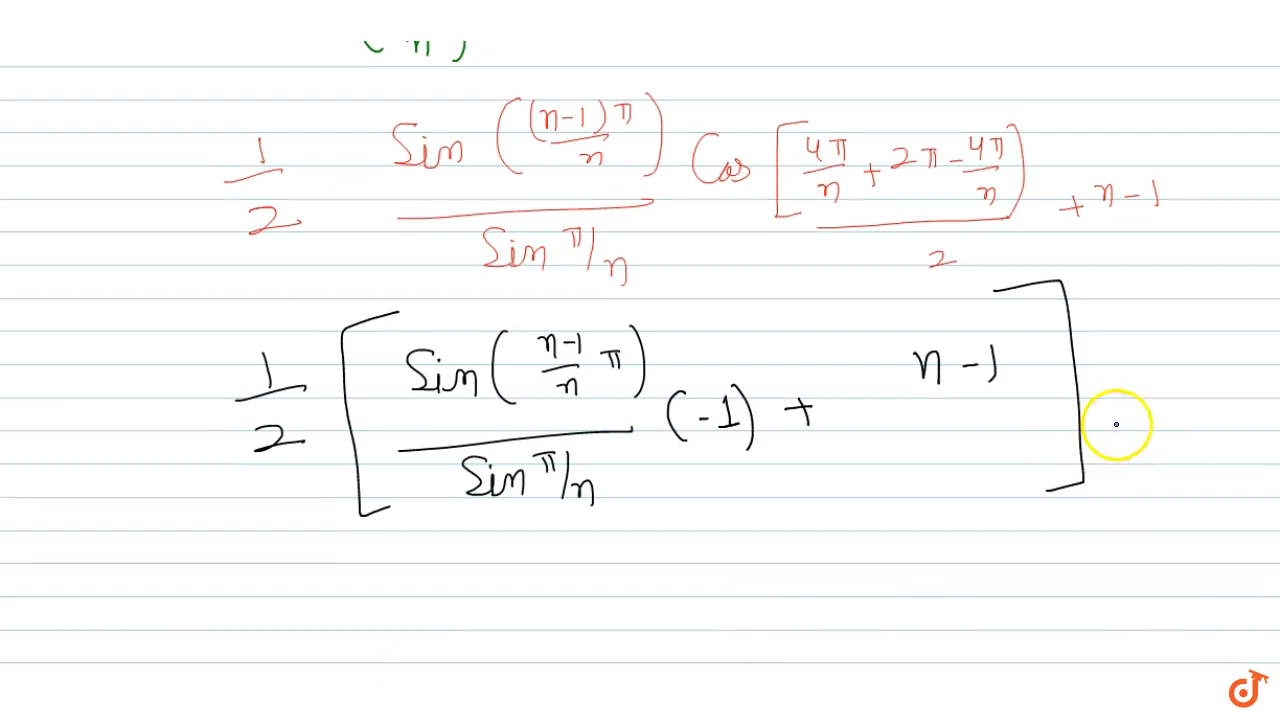 ( n )
1/2 Sin((n-1)π/n) / Sin π/n Cos [4π/n + 2π - 4π/n) / 2 + n-1
1/2 [ Sin(n-1/n π) / Sin π/n (-1) + n-1 ]